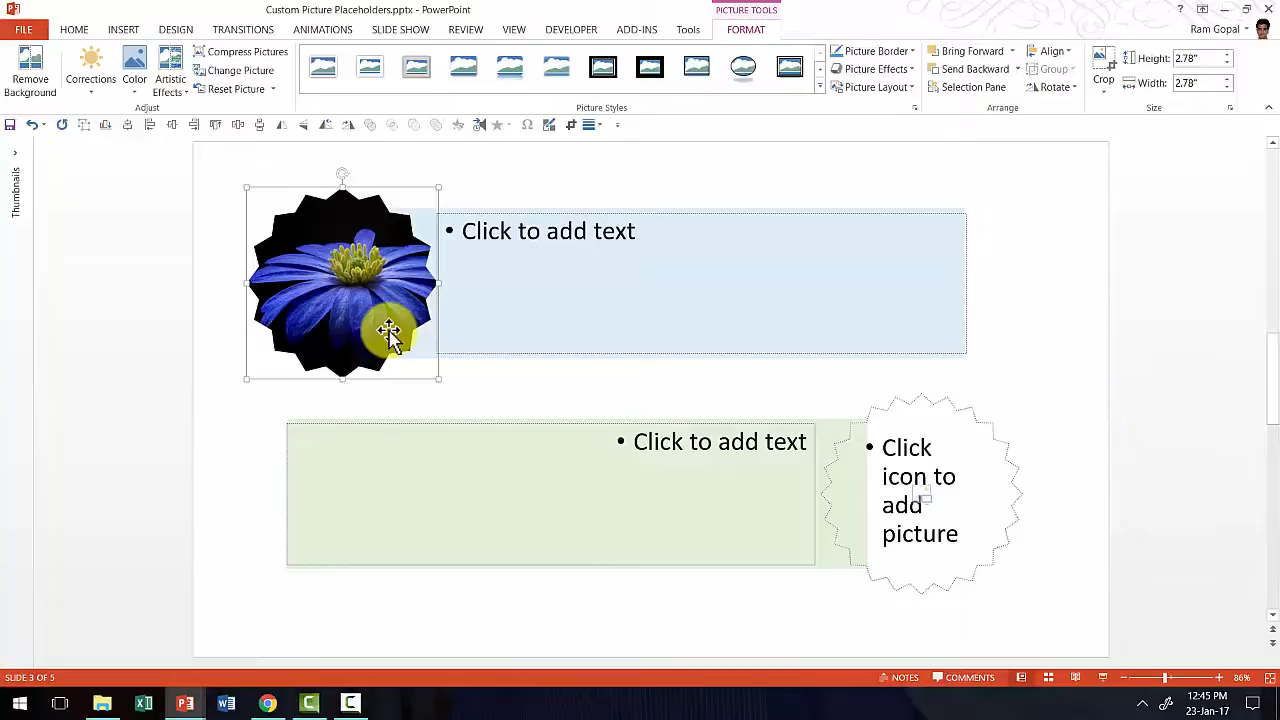 Custom Picture Placeholders.pptx - PowerPoint
PICTURE TOOLS
?
FILE
HOME
INSERT
DESIGN
TRANSITIONS
ANIMATIONS
SLIDE SHOW
REVIEW
VIEW
DEVELOPER
ADD-INS
Tools
FORMAT
Ram Gopal
Remove
Background
Corrections
Color
Artistic
Effects
Compress Pictures
Change Picture
Reset Picture
Adjust
Picture Styles
Picture Border
Picture Effects
Picture Layout
Bring Forward
Send Backward
Selection Pane
Align
Group
Rotate
Arrange
Crop
Height: 2.78"
Width: 2.78"
Size
Thumbnails
• Click to add text
• Click to add text
• Click
icon to
add
picture
SLIDE 3 OF 5
NOTES
COMMENTS
86%
12:45 PM
23-Jan-17